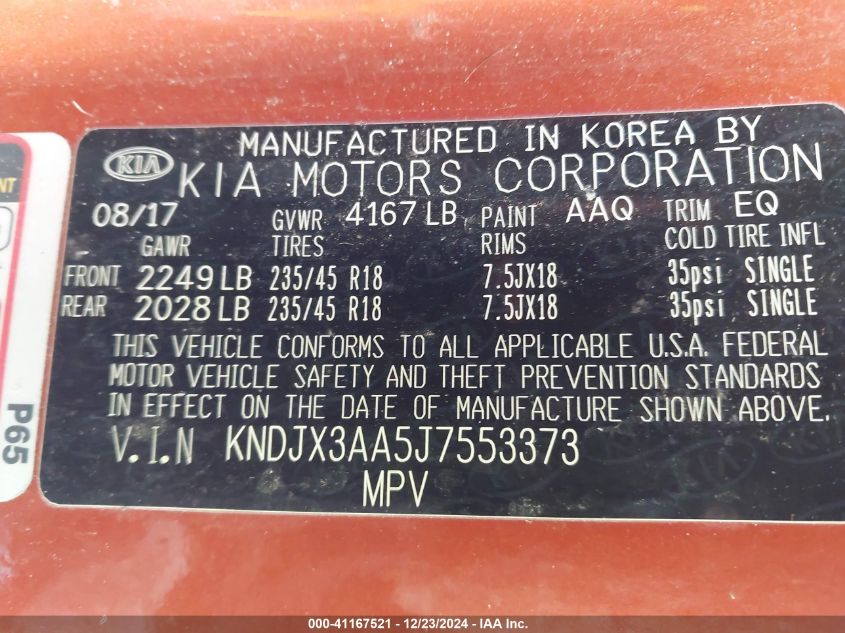 MANUFACTURED IN KOREA BY
KIA KIA MOTORS CORPORATION
08/17 GVWR 4167 LB PAINT AAQ TRIM EQ
GAWR TIRES RIMS COLD TIRE INFL
FRONT 2249 LB 235/45 R18 7.5JX18 35psi SINGLE
REAR 2028 LB 235/45 R18 7.5JX18 35psi SINGLE
THIS VEHICLE CONFORMS TO ALL APPLICABLE U.S.A. FEDERAL
MOTOR VEHICLE SAFETY AND THEFT PREVENTION STANDARDS
IN EFFECT ON THE DATE OF MANUFACTURE SHOWN ABOVE.
V.I.N KNDJX3AA5J7553373
MPV
P65
000-41167521 - 12/23/2024 - IAA Inc.